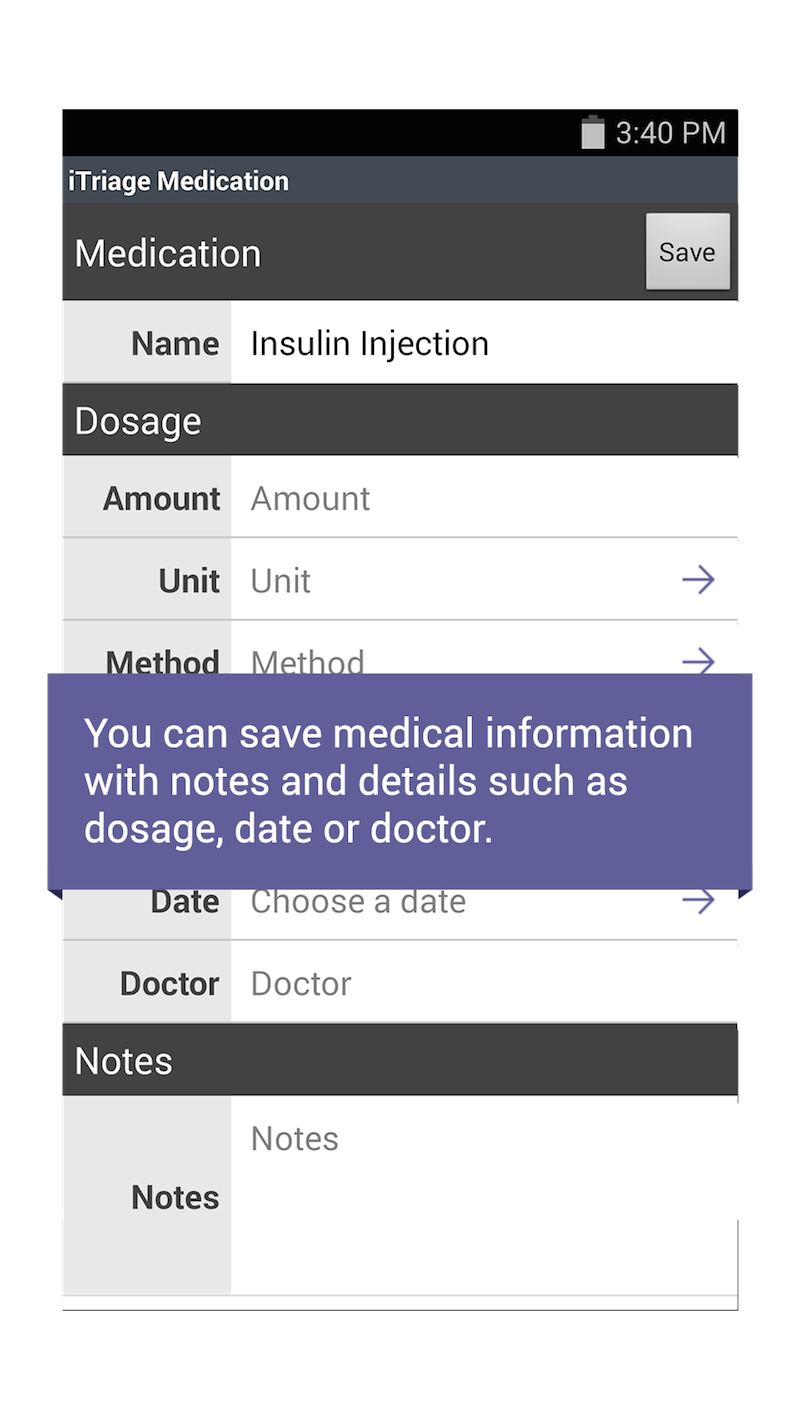 3:40 PM
iTriage Medication
Medication
Save
Name Insulin Injection
Dosage
Amount Amount
Unit Unit
Method Method
You can save medical information
with notes and details such as
dosage, date or doctor.
Date Choose a date
Doctor Doctor
Notes
Notes
Notes